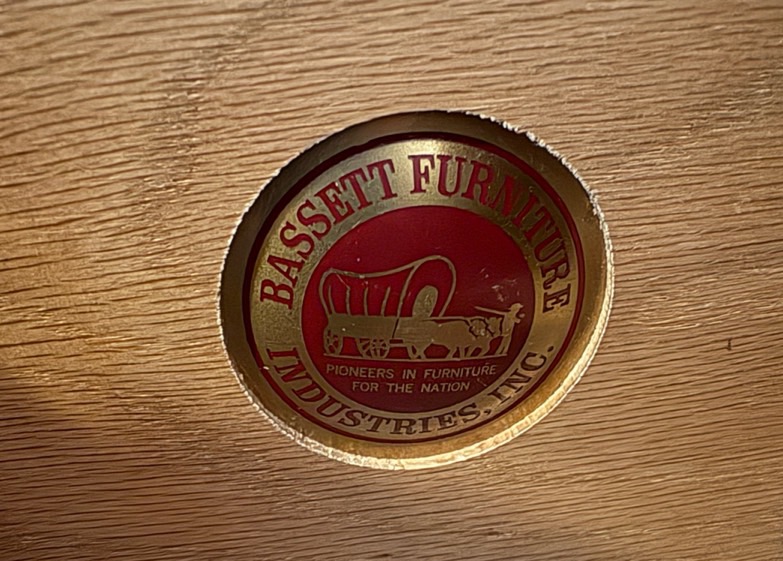 BASSETT FURNITURE
PIONEERS IN FURNITURE
FOR THE NATION
INDUSTRIES, INC.